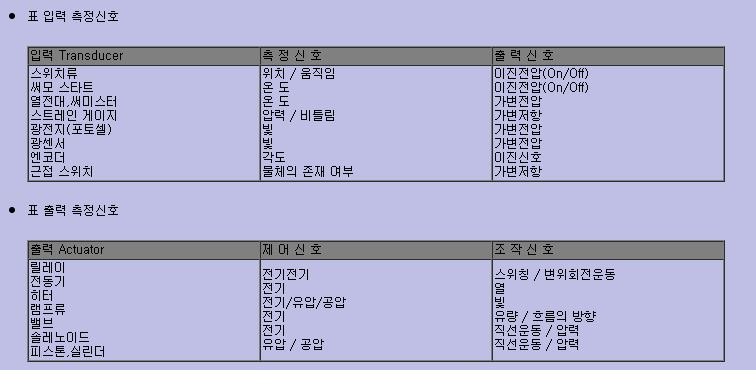 표 입력 측정신호
입력 Transducer 측 정 신 호 출 력 신 호
스위치류 위치 / 움직임 이진전압(On/Off)
써모 스타트 온 도 이진전압(On/Off)
열전대,써미스터 온 도 가변전압
스트레인 게이지 압력 / 비틀림 가변저항
광전지(포토셀) 빛 가변전압
광센서 빛 가변전압
엔코더 각도 이진신호
근접 스위치 물체의 존재 여부 가변저항
표 출력 측정신호
출력 Actuator 제 어 신 호 조 작 신 호
릴레이 전기전기 스위칭 / 변위회전운동
전동기 전기 열
히터 전기/유압/공압 빛
램프류 전기 유량 / 흐름의 방향
밸브 전기 직선운동 / 압력
솔레노이드 유압 / 공압 직선운동 / 압력
피스톤,실린더